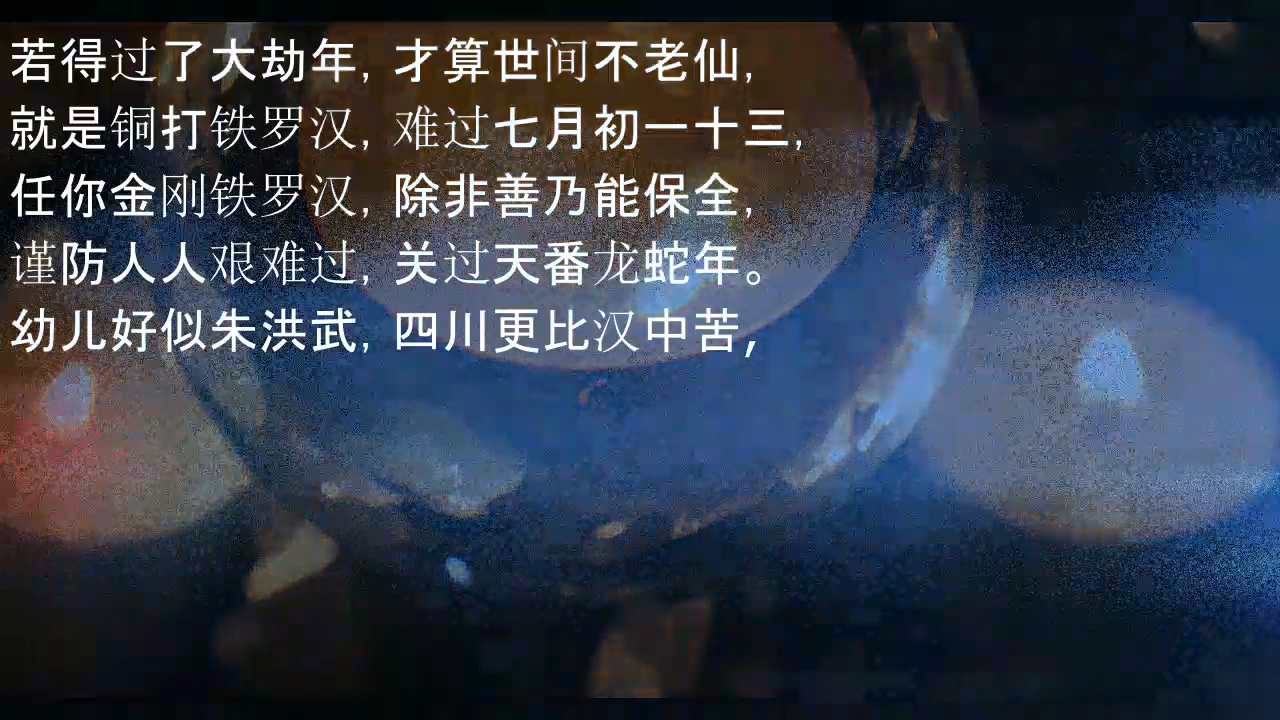 若得过了大劫年, 才算世间不老仙,
就是铜打铁罗汉, 难过七月初一十三,
任你金刚铁罗汉, 除非善乃能保全,
谨防人人艰难过, 关过天番龙蛇年。
幼儿好似朱洪武, 四川更比汉中苦,